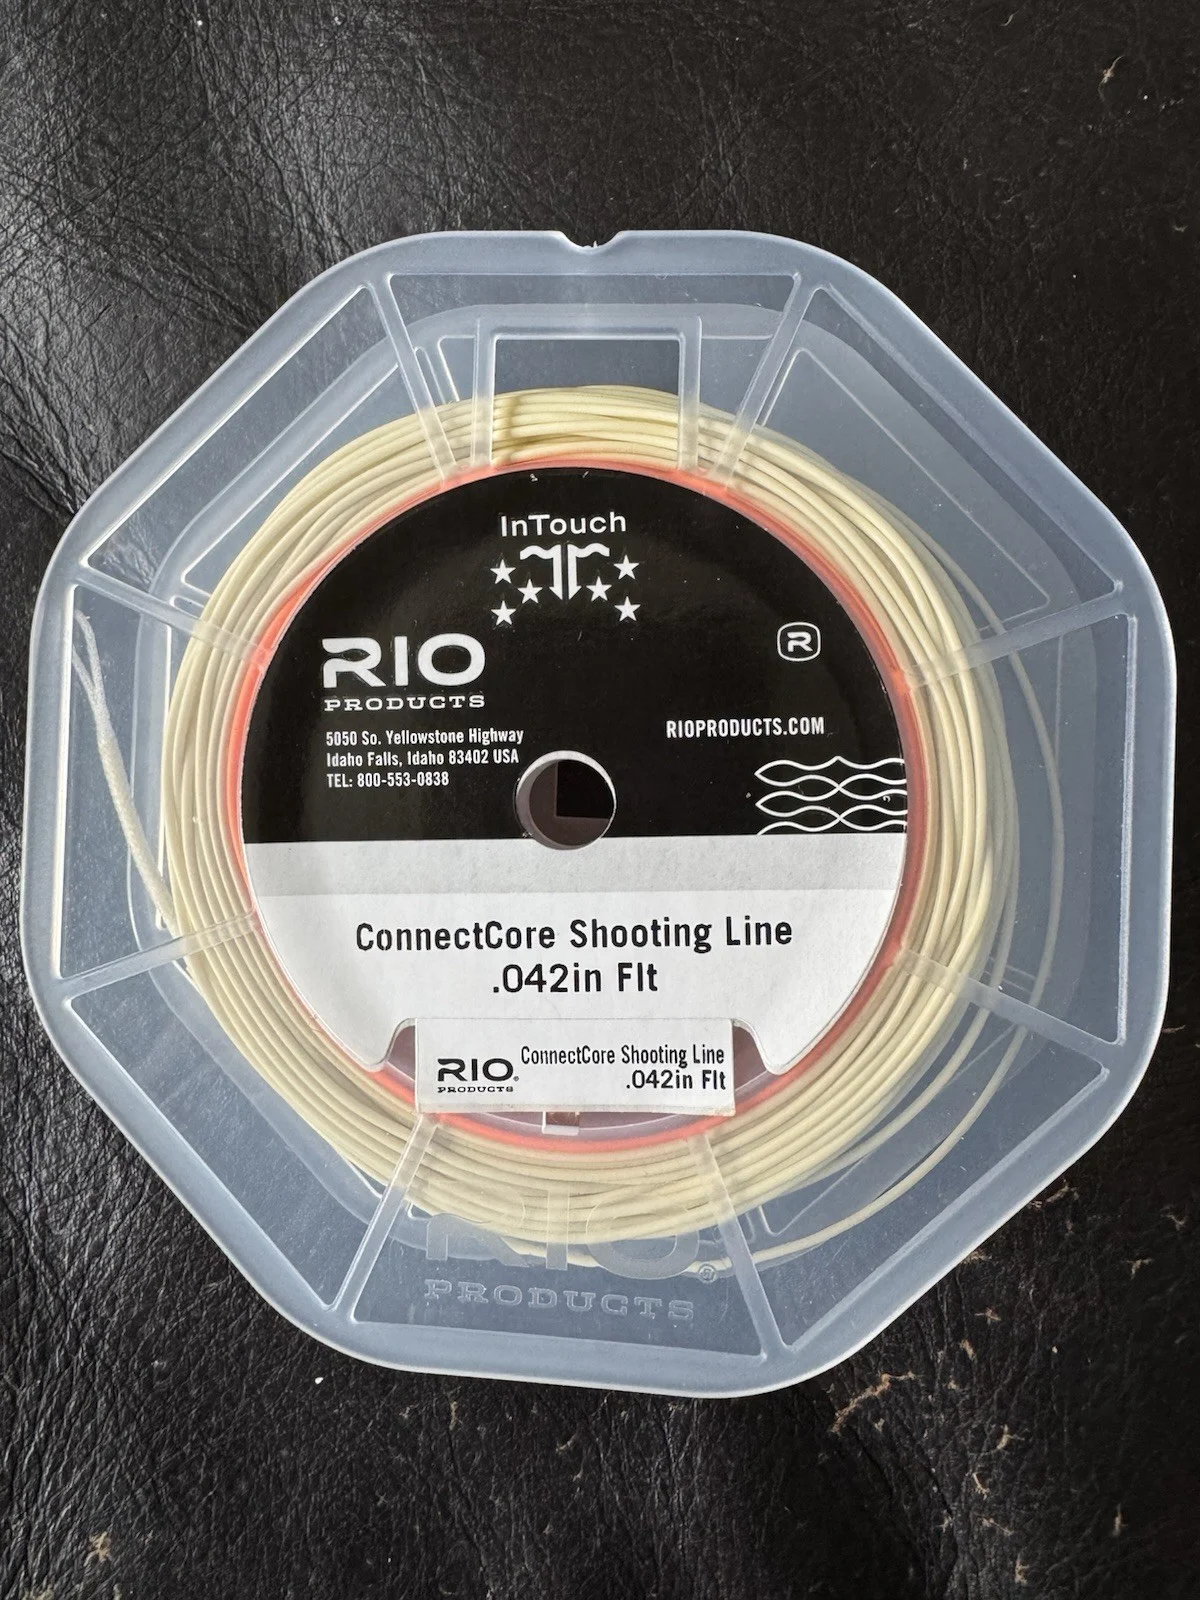 InTouch
RIO
PRODUCTS
R
5050 So. Yellowstone Highway
Idaho Falls, Idaho 83402 USA
TEL: 800-553-0838
RIOPRODUCTS.COM
ConnectCore Shooting Line
.042in Flt
RIO®
PRODUCTS
ConnectCore Shooting Line
.042in Flt
RIO®
PRODUCTS